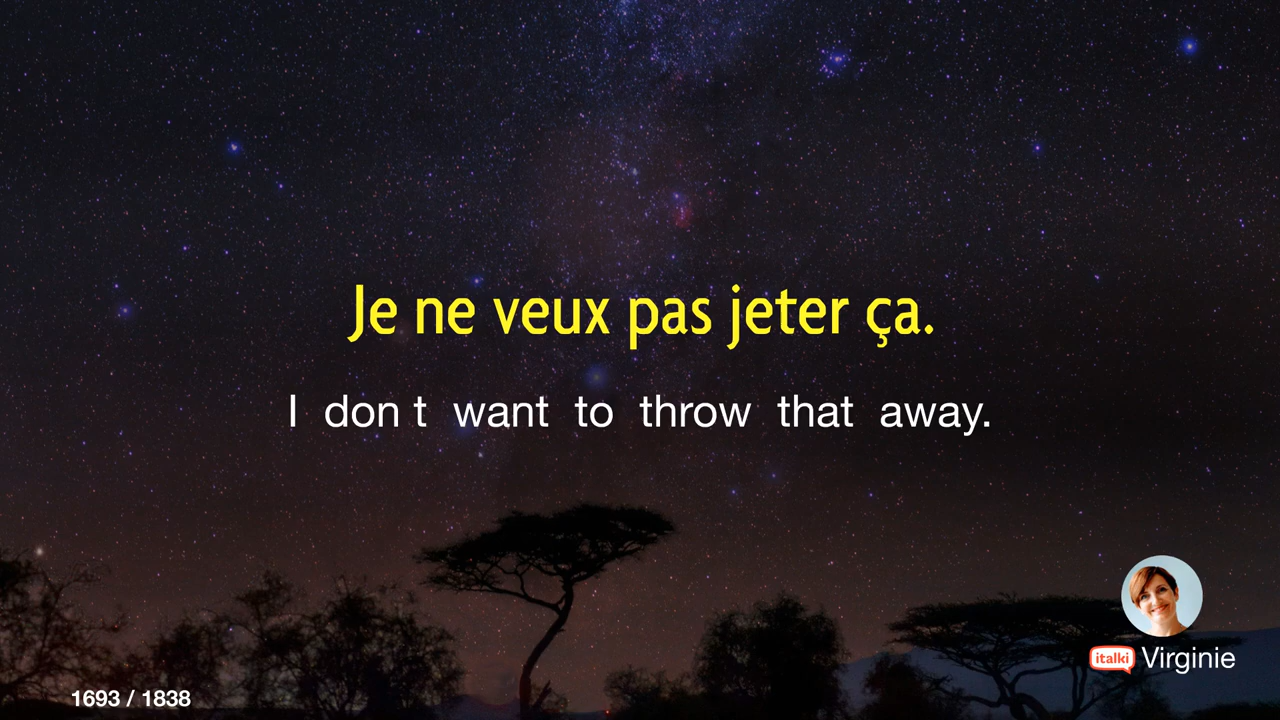 Je ne veux pas jeter ça.
I don t want to throw that away.
italki Virginie
1693 / 1838